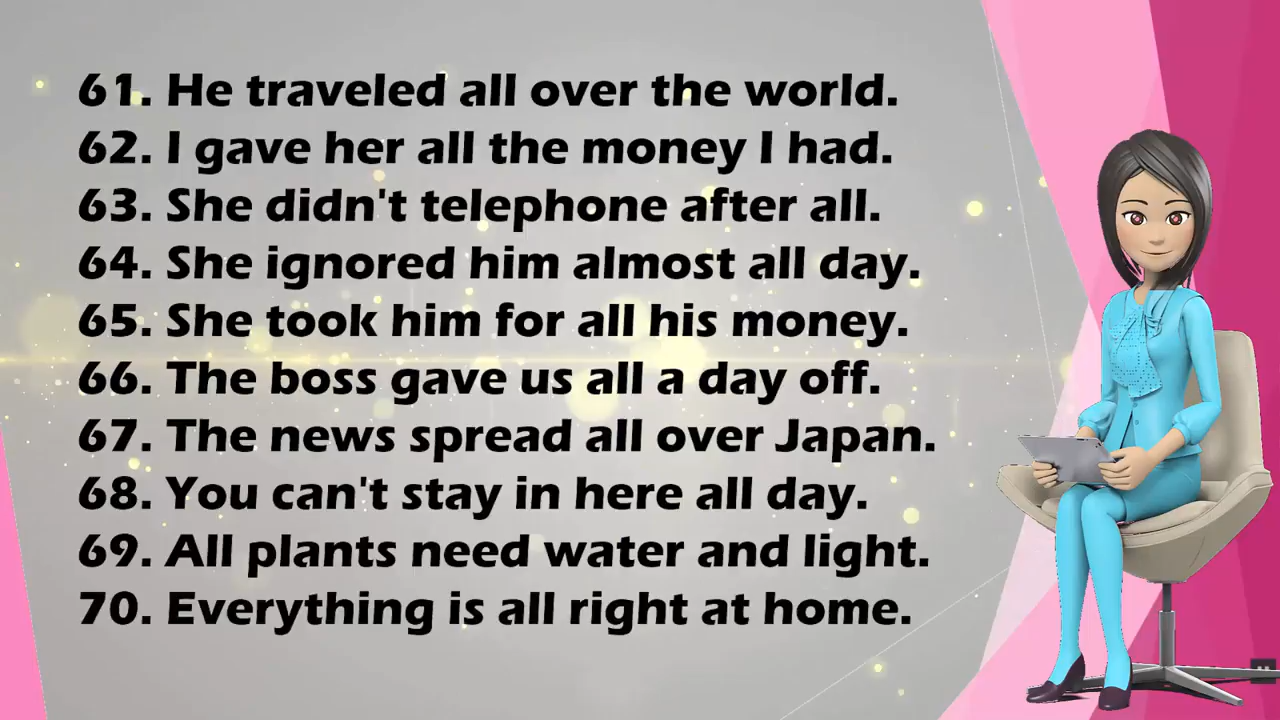 61. He traveled all over the world.
62. I gave her all the money I had.
63. She didn't telephone after all.
64. She ignored him almost all day.
65. She took him for all his money.
66. The boss gave us all a day off.
67. The news spread all over Japan.
68. You can't stay in here all day.
69. All plants need water and light.
70. Everything is all right at home.